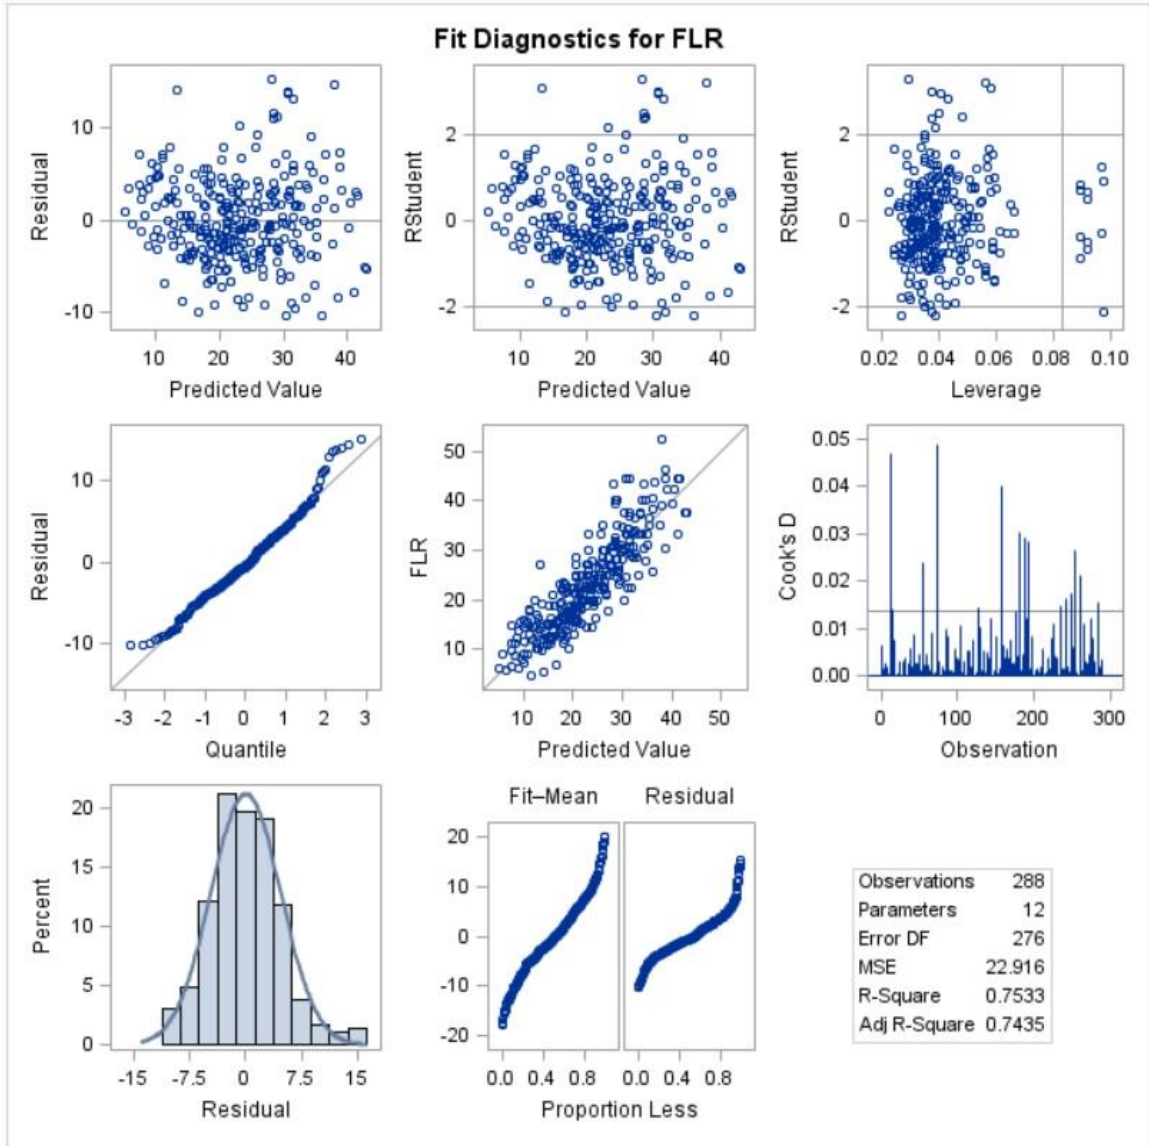 Fit Diagnostics for FLR
Residual
10
0
-10
10 20 30 40
Predicted Value
RStudent
2
0
-2
10 20 30 40
Predicted Value
RStudent
2
0
-2
0.02 0.04 0.06 0.08 0.10
Leverage
Residual
10
0
-10
-3 -2 -1 0 1 2 3
Quantile
FLR
50
40
30
20
10
10 20 30 40 50
Predicted Value
Cook's D
0.05
0.04
0.03
0.02
0.01
0.00
0 100 200 300
Observation
Percent
20
15
10
5
0
-15 -7.5 0 7.5 15
Residual
Fit–Mean Residual
20
10
0
-10
-20
0.0 0.4 0.8 0.0 0.4 0.8
Proportion Less
Observations 288
Parameters 12
Error DF 276
MSE 22.916
R-Square 0.7533
Adj R-Square 0.7435